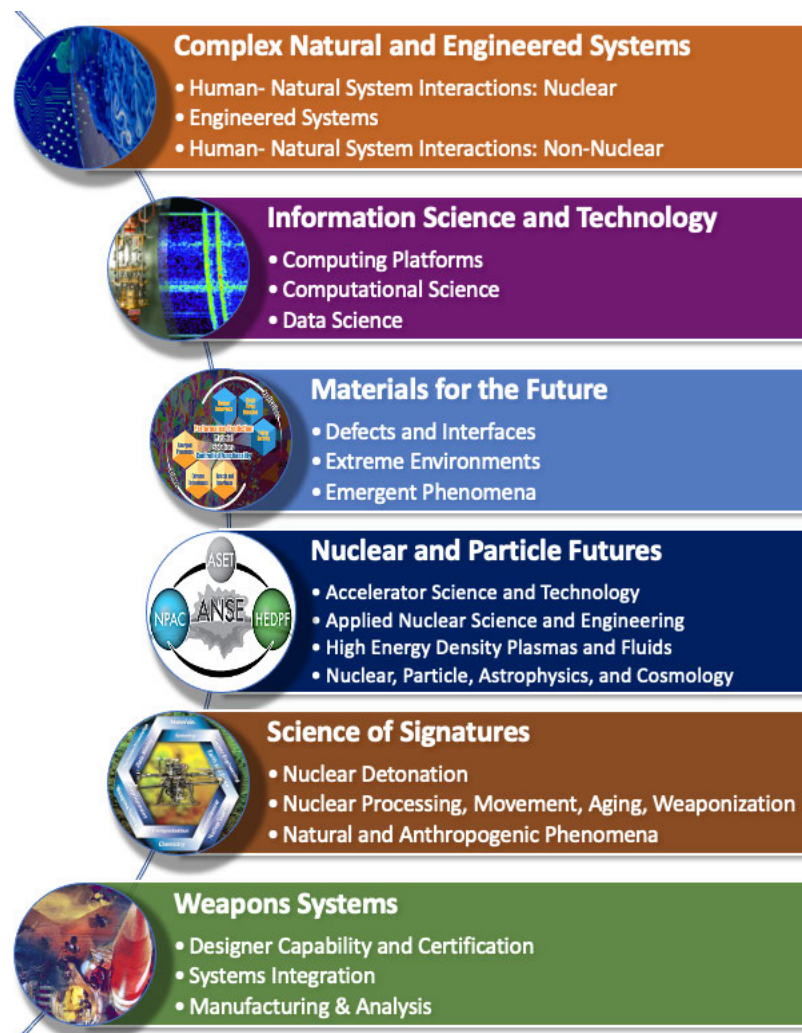 Complex Natural and Engineered Systems
• Human- Natural System Interactions: Nuclear
• Engineered Systems
• Human- Natural System Interactions: Non-Nuclear
Information Science and Technology
• Computing Platforms
• Computational Science
• Data Science
Materials for the Future
• Defects and Interfaces
• Extreme Environments
• Emergent Phenomena
Nuclear and Particle Futures
• Accelerator Science and Technology
• Applied Nuclear Science and Engineering
• High Energy Density Plasmas and Fluids
• Nuclear, Particle, Astrophysics, and Cosmology
ASET
NPAC
ANSE
HEDPF
Science of Signatures
• Nuclear Detonation
• Nuclear Processing, Movement, Aging, Weaponization
• Natural and Anthropogenic Phenomena
Materials
Chemistry
Weapons Systems
• Designer Capability and Certification
• Systems Integration
• Manufacturing & Analysis